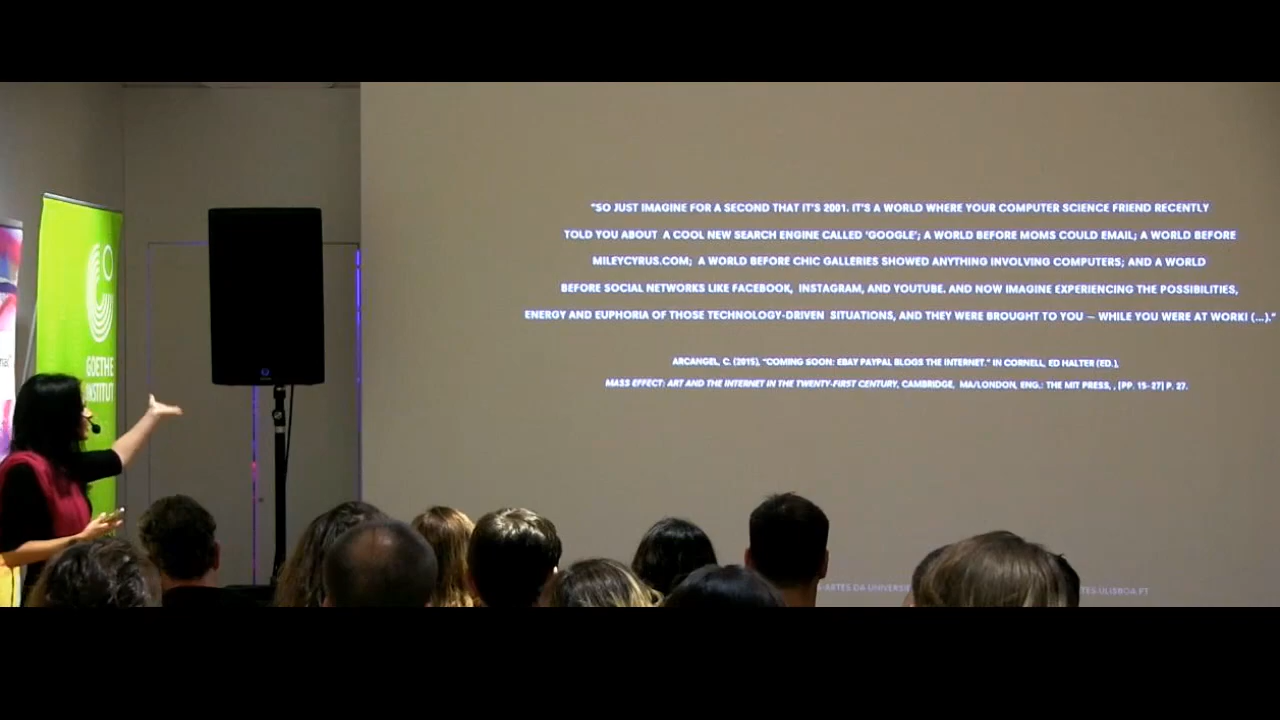 "SO JUST IMAGINE FOR A SECOND THAT IT'S 2001. IT'S A WORLD WHERE YOUR COMPUTER SCIENCE FRIEND RECENTLY
TOLD YOU ABOUT A COOL NEW SEARCH ENGINE CALLED 'GOOGLE'; A WORLD BEFORE MOMS COULD EMAIL; A WORLD BEFORE
MILEYCYRUS.COM; A WORLD BEFORE CHIC GALLERIES SHOWED ANYTHING INVOLVING COMPUTERS; AND A WORLD
BEFORE SOCIAL NETWORKS LIKE FACEBOOK, INSTAGRAM, AND YOUTUBE. AND NOW IMAGINE EXPERIENCING THE POSSIBILITIES,
ENERGY AND EUPHORIA OF THOSE TECHNOLOGY-DRIVEN SITUATIONS, AND THEY WERE BROUGHT TO YOU – WHILE YOU WERE AT WORK! (...)."
ARCANGEL, C. (2015), "COMING SOON: EBAY PAYPAL BLOGS THE INTERNET." IN CORNELL, ED HALTER (ED.),
MASS EFFECT: ART AND THE INTERNET IN THE TWENTY-FIRST CENTURY, CAMBRIDGE, MA/LONDON, ENG.: THE MIT PRESS, , [PP. 15- 27] P. 27.
GOETHE
INSTITUT
-ARTES DA UNIVERSI
TES.ULISBOA.PT